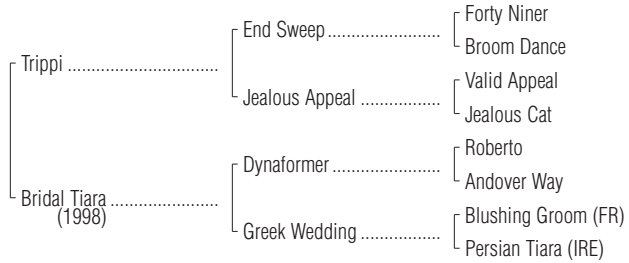 Forty Niner
End Sweep
Broom Dance
Trippi
Valid Appeal
Jealous Appeal
Jealous Cat
Roberto
Dynaformer
Andover Way
Bridal Tiara
(1998)
Blushing Groom (FR)
Greek Wedding
Persian Tiara (IRE)